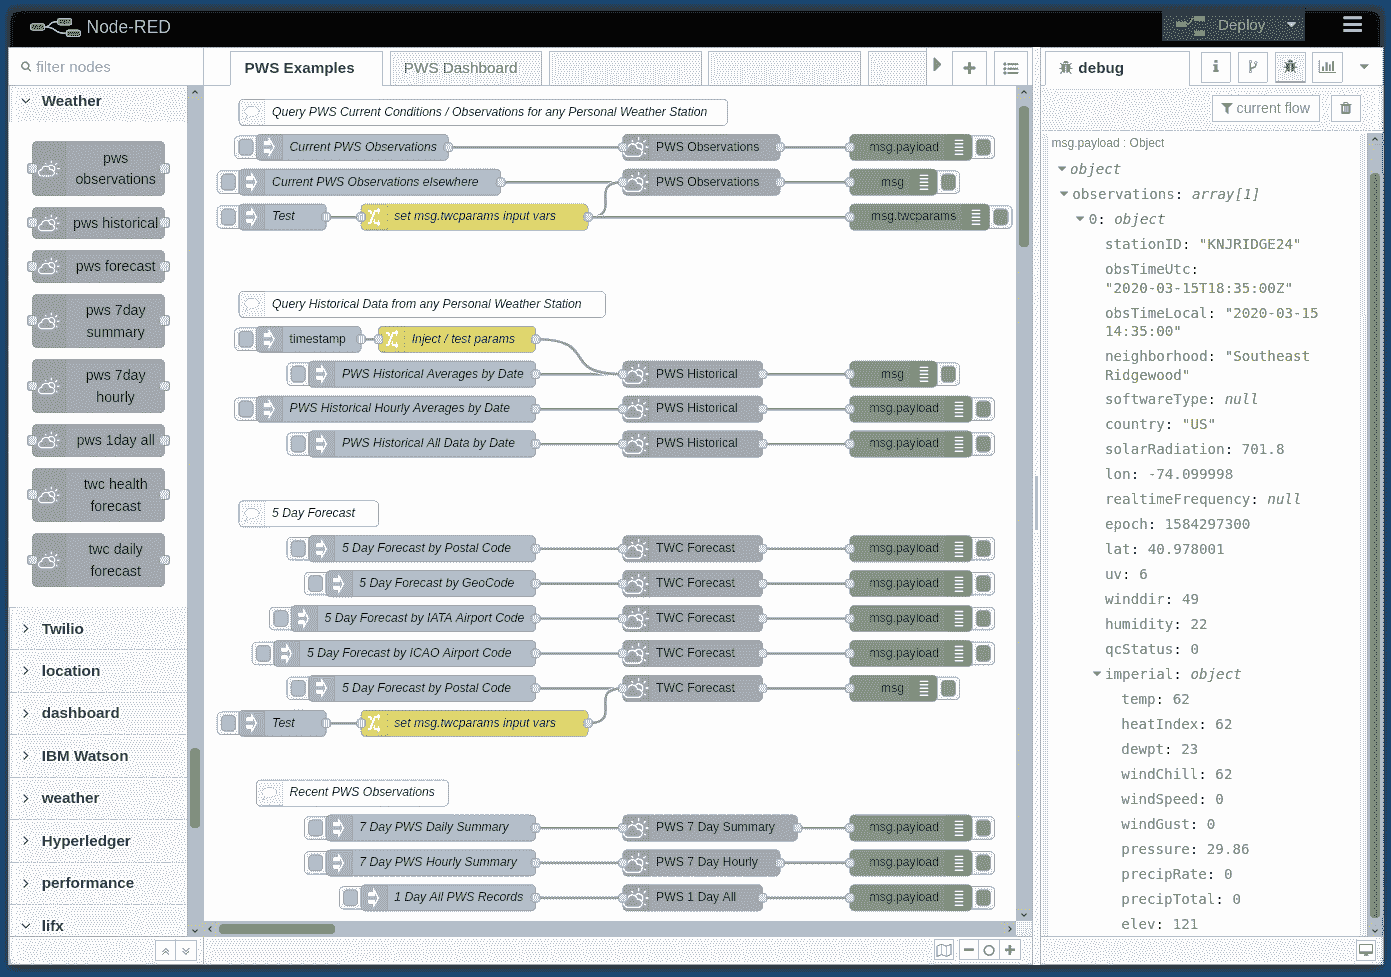 Node-RED
Deploy
filter nodes
Weather
pws
observations
pws historical
pws forecast
pws 7day
summary
pws 7day
hourly
pws 1day all
twc health
forecast
twc daily
forecast
Twilio
location
dashboard
IBM Watson
weather
Hyperledger
performance
lifx
PWS Examples
PWS Dashboard
Query PWS Current Conditions / Observations for any Personal Weather Station
Current PWS Observations
PWS Observations
msg.payload
Current PWS Observations elsewhere
PWS Observations
msg
Test
set msg.twcparams input vars
msg.twcparams
Query Historical Data from any Personal Weather Station
timestamp
Inject / test params
PWS Historical Averages by Date
PWS Historical
msg
PWS Historical Hourly Averages by Date
PWS Historical
msg.payload
PWS Historical All Data by Date
PWS Historical
msg.payload
5 Day Forecast
5 Day Forecast by Postal Code
TWC Forecast
msg.payload
5 Day Forecast by GeoCode
TWC Forecast
msg.payload
5 Day Forecast by IATA Airport Code
TWC Forecast
msg.payload
5 Day Forecast by ICAO Airport Code
TWC Forecast
msg.payload
5 Day Forecast by Postal Code
TWC Forecast
msg
Test
set msg.twcparams input vars
Recent PWS Observations
7 Day PWS Daily Summary
PWS 7 Day Summary
msg.payload
7 Day PWS Hourly Summary
PWS 7 Day Hourly
msg.payload
1 Day All PWS Records
PWS 1 Day All
msg.payload
debug
current flow
msg.payload : Object
object
observations: array[1]
0: object
stationID: "KNJRIDGE24"
obsTimeUtc:
"2020-03-15T18:35:00Z"
obsTimeLocal: "2020-03-15
14:35:00"
neighborhood: "Southeast
Ridgewood"
softwareType: null
country: "US"
solarRadiation: 701.8
lon: -74.099998
realtimeFrequency: null
epoch: 1584297300
lat: 40.978001
uv: 6
winddir: 49
humidity: 22
qcStatus: 0
imperial: object
temp: 62
heatIndex: 62
dewpt: 23
windChill: 62
windSpeed: 0
windGust: 0
pressure: 29.86
precipRate: 0
precipTotal: 0
elev: 121